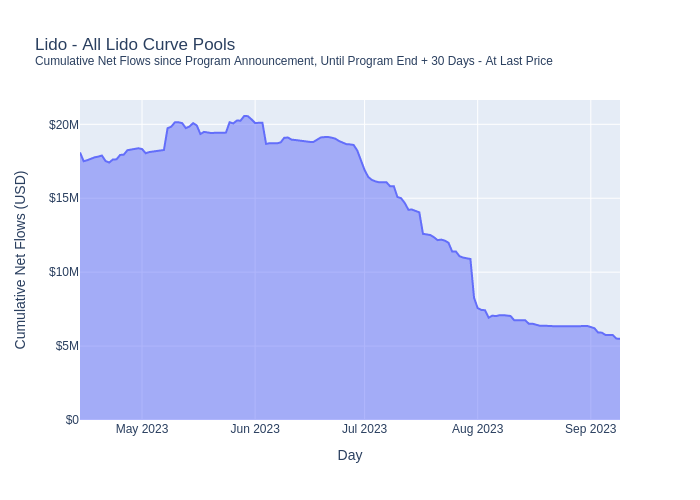 Lido - All Lido Curve Pools
Cumulative Net Flows since Program Announcement, Until Program End + 30 Days - At Last Price
Cumulative Net Flows (USD)
$20M
$15M
$10M
$5M
$0
May 2023
Jun 2023
Jul 2023
Aug 2023
Sep 2023
Day